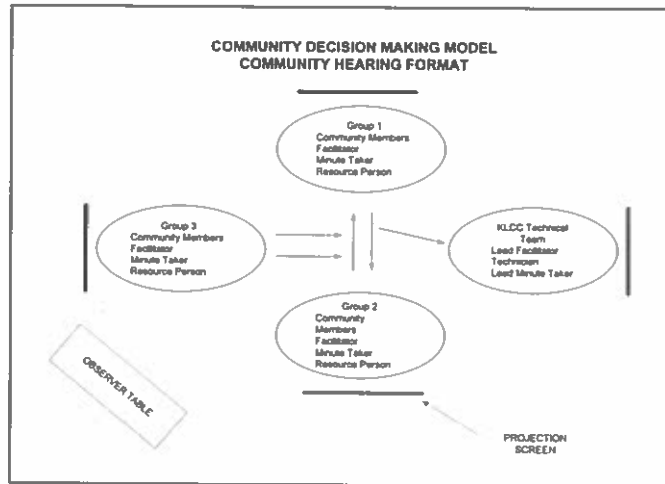 COMMUNITY DECISION MAKING MODEL
COMMUNITY HEARING FORMAT
Group 1
Community Members
Facilitator
Minute Taker
Resource Person
Group 3
Community Members
Facilitator
Minute Taker
Resource Person
KLCC Technical
Team
Lead Facilitator
Technician
Lead Minute Taker
Group 2
Community
Members
Facilitator
Minute Taker
Resource Person
OBSERVER TABLE
PROJECTION
SCREEN